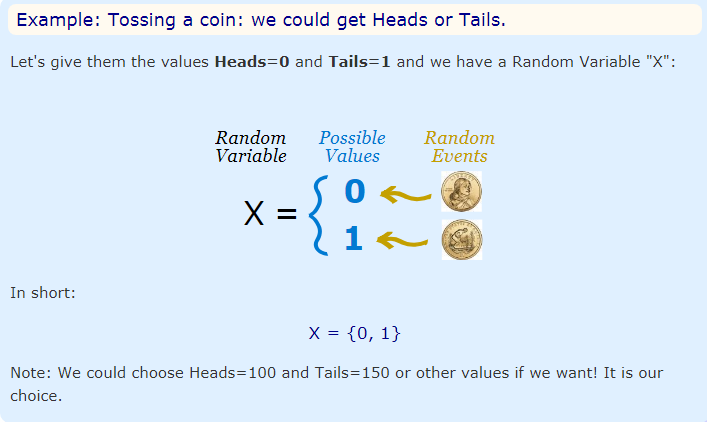 Example: Tossing a coin: we could get Heads or Tails.
Let's give them the values Heads=0 and Tails=1 and we have a Random Variable "X":
Random Variable
Possible Values
Random Events
X =
0
1
In short:
X = {0, 1}
Note: We could choose Heads=100 and Tails=150 or other values if we want! It is our
choice.